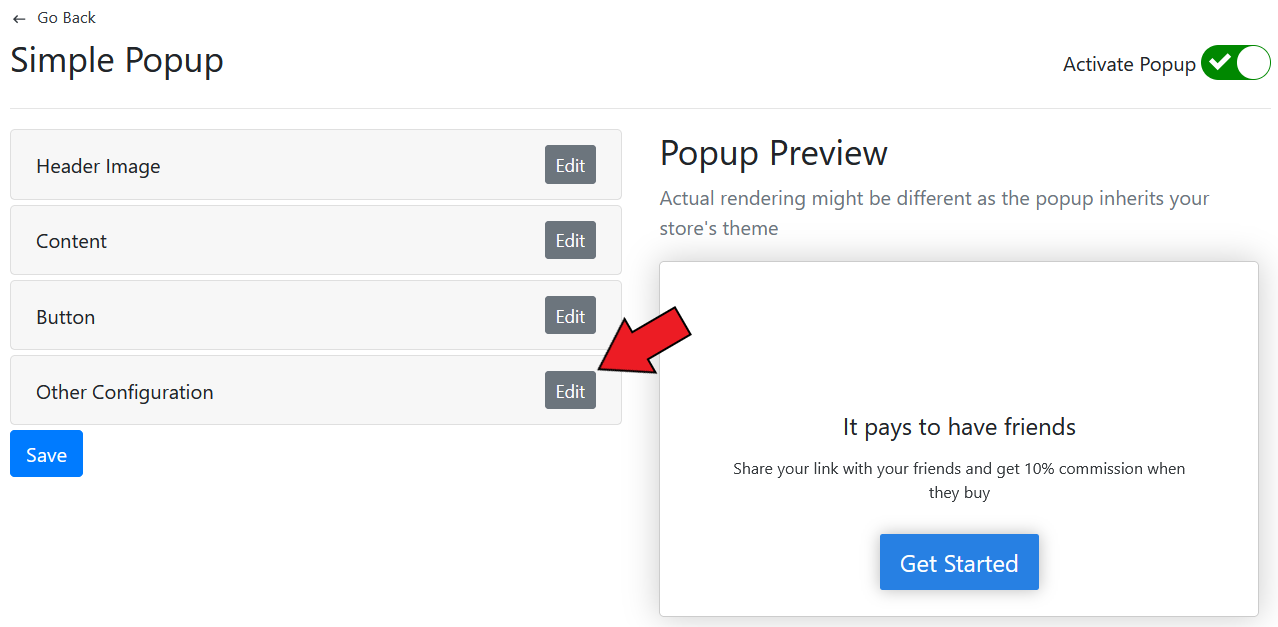 Go Back
Simple Popup
Activate Popup
Header Image
Edit
Content
Edit
Button
Edit
Other Configuration
Edit
Save
Popup Preview
Actual rendering might be different as the popup inherits your
store's theme
It pays to have friends
Share your link with your friends and get 10% commission when
they buy
Get Started